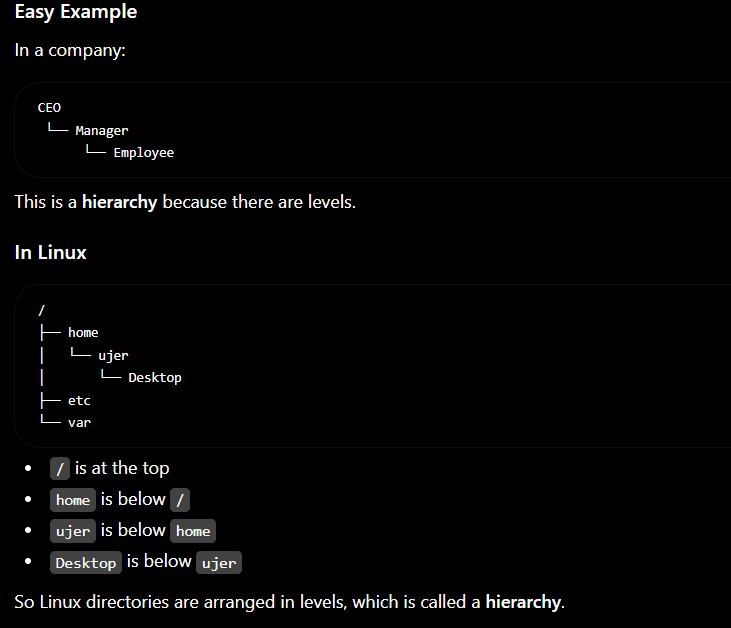 Easy Example
In a company:
CEO
└── Manager
└── Employee
This is a hierarchy because there are levels.
In Linux
/
├── home
│   └── ujer
│       └── Desktop
├── etc
└── var
• / is at the top
• home is below /
• ujer is below home
• Desktop is below ujer
So Linux directories are arranged in levels, which is called a hierarchy.